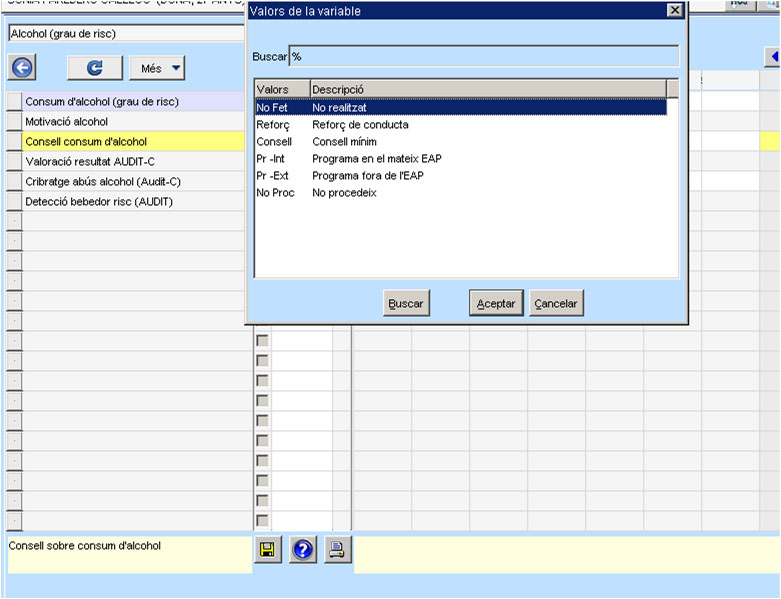 Valors de la variable
Alcohol (grau de risc)
Buscar %
Més
Valors Descripció
No Fet No realitzat
Reforç Reforç de conducta
Consell Consell mínim
Pr -Int Programa en el mateix EAP
Pr -Ext Programa fora de l'EAP
No Proc No procedeix
Buscar Aceptar Cancelar
Consum d'alcohol (grau de risc)
Motivació alcohol
Consell consum d'alcohol
Valoració resultat AUDIT-C
Cribratge abús alcohol (Audit-C)
Detecció bebedor risc (AUDIT)
Consell sobre consum d'alcohol